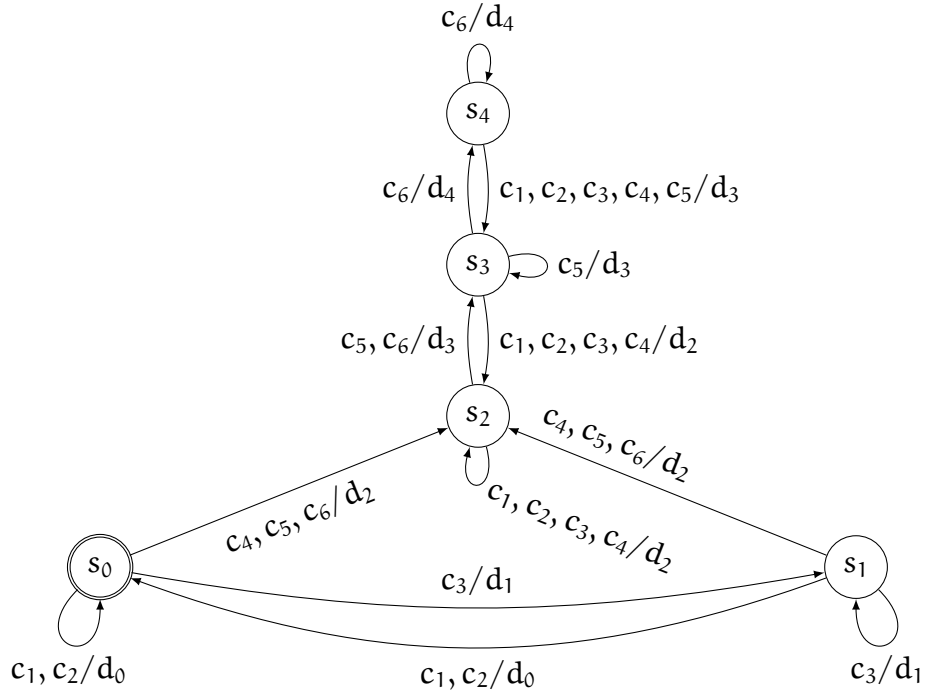 c₆/d₄
s₄
c₆/d₄
c₁, c₂, c₃, c₄, c₅/d₃
s₃
c₅/d₃
c₅, c₆/d₃
c₁, c₂, c₃, c₄/d₂
s₂
c₄, c₅, c₆/d₂
c₄, c₅, c₆/d₂
c₁, c₂, c₃, c₄/d₂
s₀
c₃/d₁
s₁
c₁, c₂/d₀
c₁, c₂/d₀
c₃/d₁